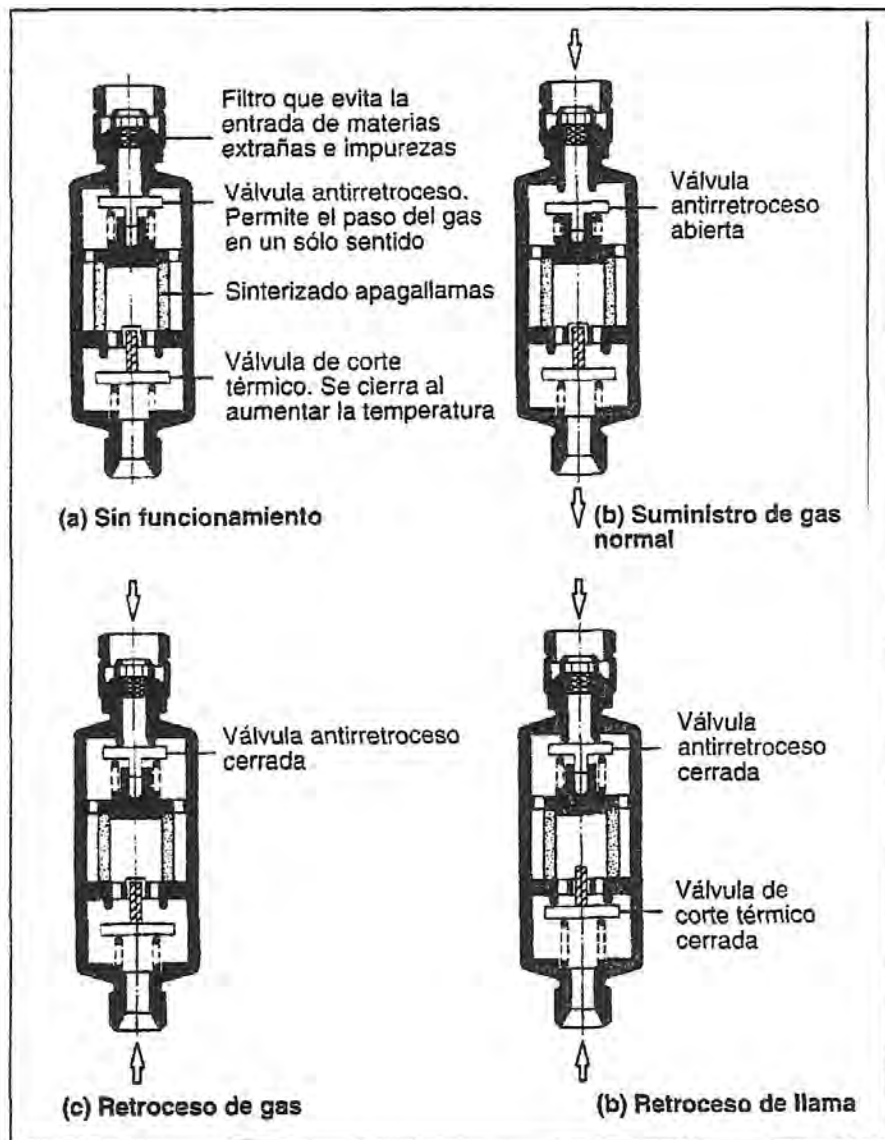 Filtro que evita la
entrada de materias
extrañas e impurezas
Válvula antirretroceso.
Permite el paso del gas
en un sólo sentido
Sinterizado apagallamas
Válvula de corte
térmico. Se cierra al
aumentar la temperatura
(a) Sin funcionamiento
Válvula
antirretroceso
abierta
(b) Suministro de gas
normal
Válvula antirretroceso
cerrada
(c) Retroceso de gas
Válvula
antirretroceso
cerrada
Válvula de
corte térmico
cerrada
(b) Retroceso de llama